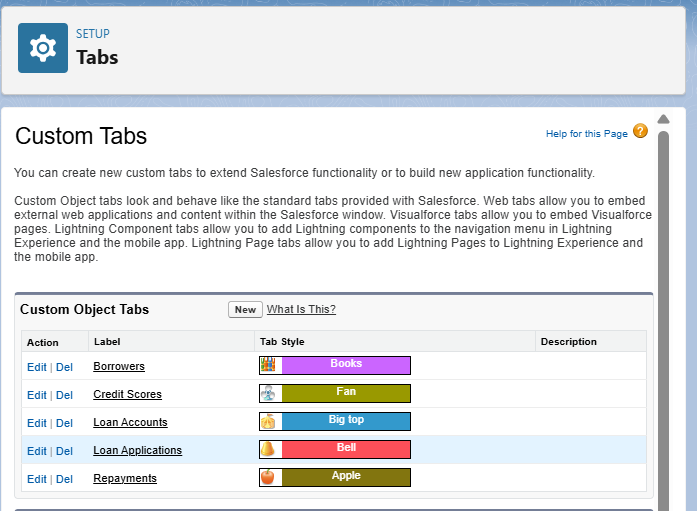 SETUP
Tabs
Custom Tabs
Help for this Page ?
You can create new custom tabs to extend Salesforce functionality or to build new application functionality.
Custom Object tabs look and behave like the standard tabs provided with Salesforce. Web tabs allow you to embed
external web applications and content within the Salesforce window. Visualforce tabs allow you to embed Visualforce
pages. Lightning Component tabs allow you to add Lightning components to the navigation menu in Lightning
Experience and the mobile app. Lightning Page tabs allow you to add Lightning Pages to Lightning Experience and
the mobile app.
Custom Object Tabs New What Is This?
Action Label Tab Style Description
Edit | Del Borrowers Books
Edit | Del Credit Scores Fan
Edit | Del Loan Accounts Big top
Edit | Del Loan Applications Bell
Edit | Del Repayments Apple